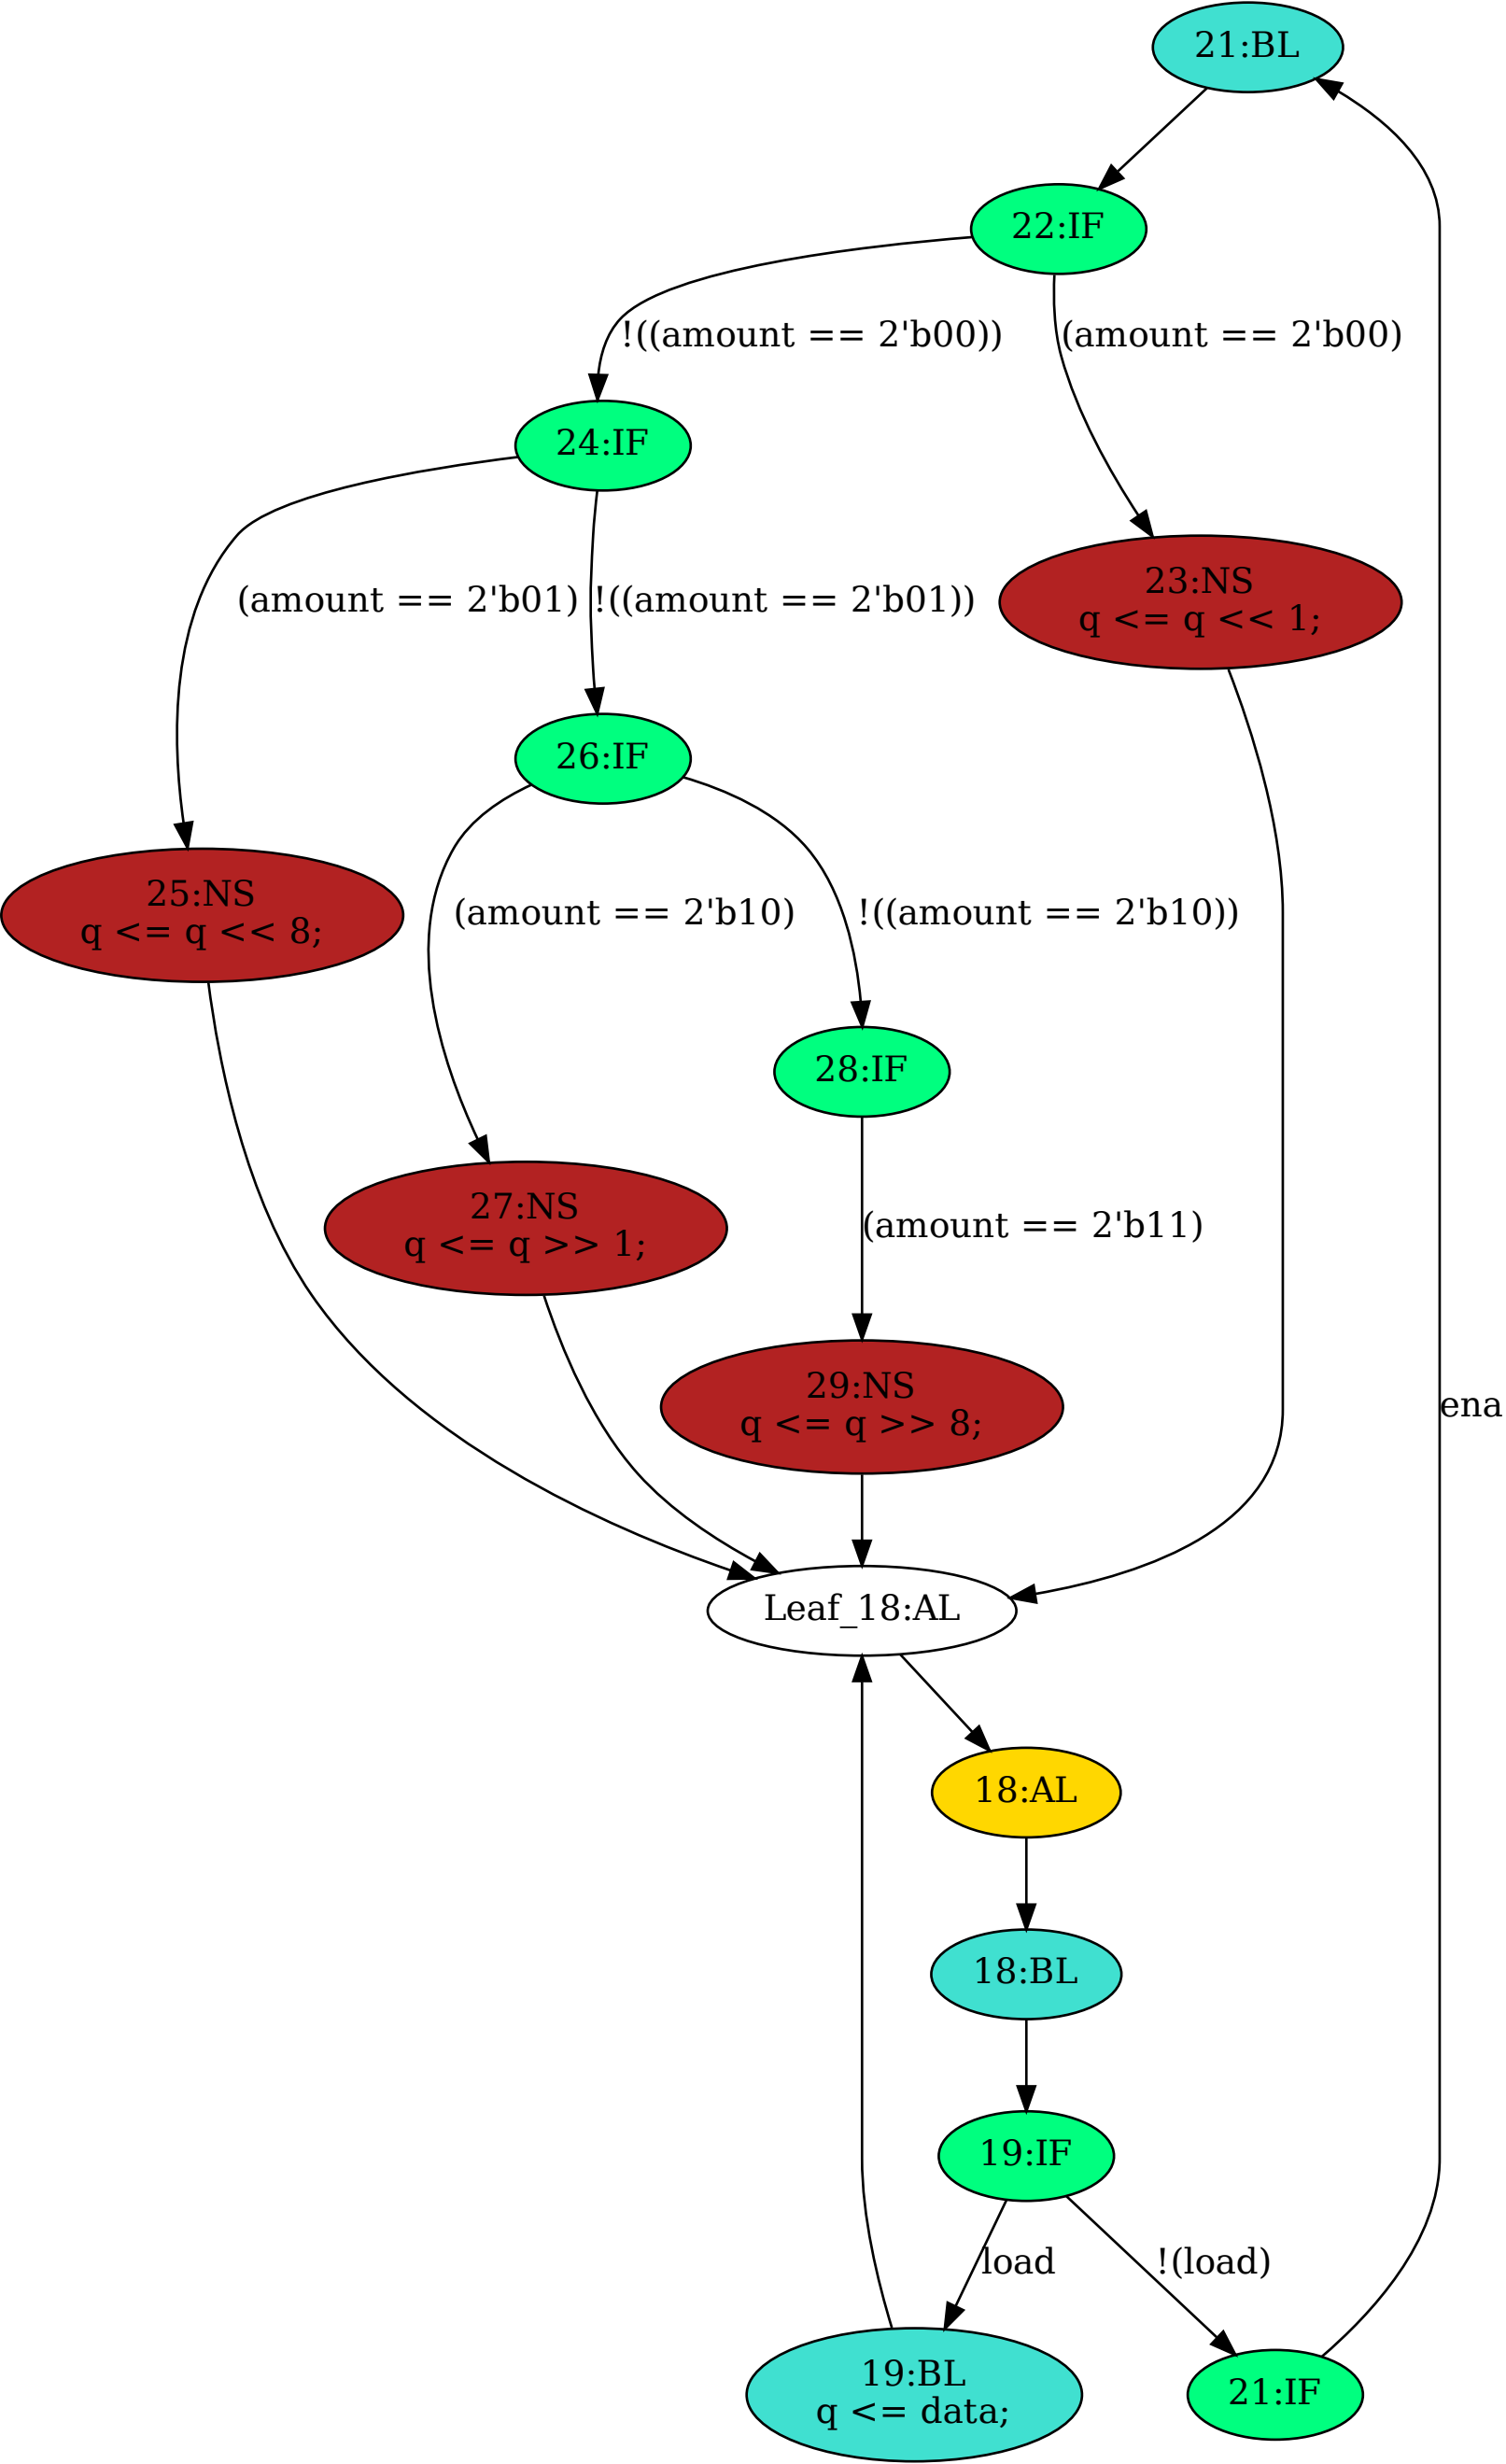 21:BL
22:IF
!((amount == 2'b00))
(amount == 2'b00)
24:IF
23:NS
q <= q << 1;
(amount == 2'b01)
!((amount == 2'b01))
26:IF
25:NS
q <= q << 8;
(amount == 2'b10)
!((amount == 2'b10))
28:IF
27:NS
q <= q >> 1;
(amount == 2'b11)
29:NS
q <= q >> 8;
ena
Leaf_18:AL
18:AL
18:BL
19:IF
load
!(load)
19:BL
q <= data;
21:IF